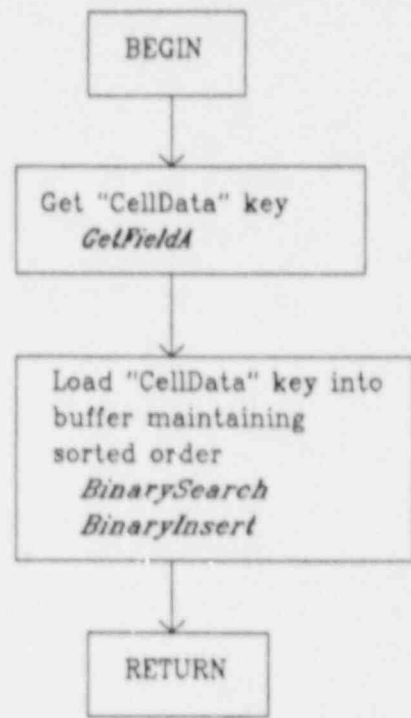 BEGIN
Get "CellData" key
GetFieldA
Load "CellData" key into
buffer maintaining
sorted order
BinarySearch
BinaryInsert
RETURN